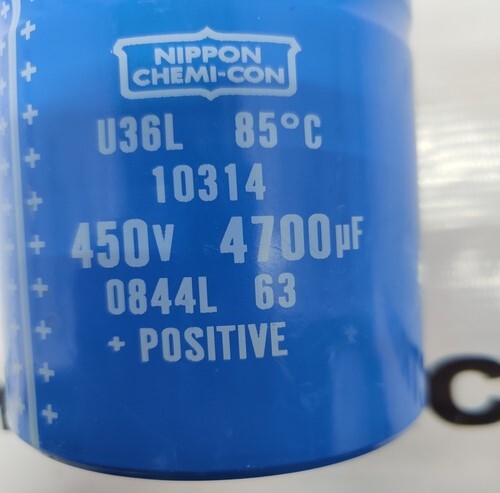 NIPPON
CHEMI-CON
U36L 85°C
10314
450V 4700µF
0844L 63
+ POSITIVE
C